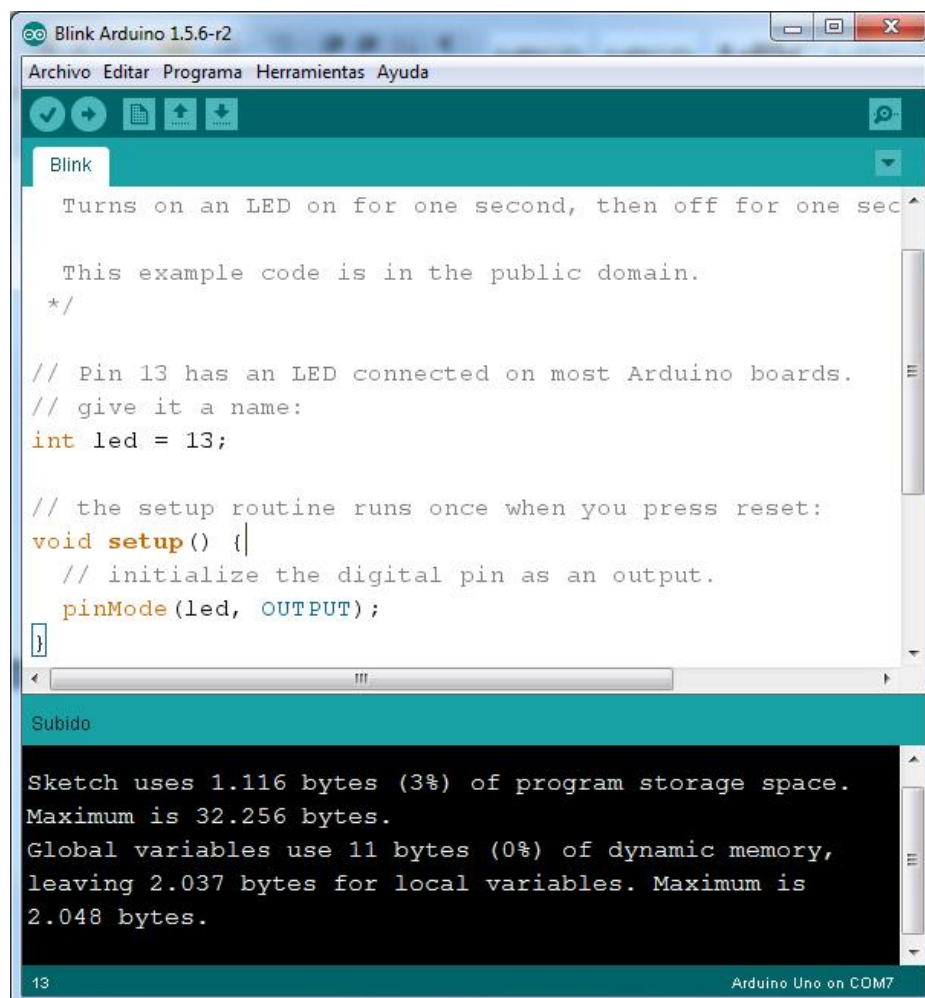 Blink Arduino 1.5.6-r2
Archivo Editar Programa Herramientas Ayuda
Blink
Turns on an LED on for one second, then off for one sec
This example code is in the public domain.
*/
// Pin 13 has an LED connected on most Arduino boards.
// give it a name:
int led = 13;
// the setup routine runs once when you press reset:
void setup() {
// initialize the digital pin as an output.
pinMode(led, OUTPUT);
}
Subido
Sketch uses 1.116 bytes (3%) of program storage space.
Maximum is 32.256 bytes.
Global variables use 11 bytes (0%) of dynamic memory,
leaving 2.037 bytes for local variables. Maximum is
2.048 bytes.
13 Arduino Uno on COM7